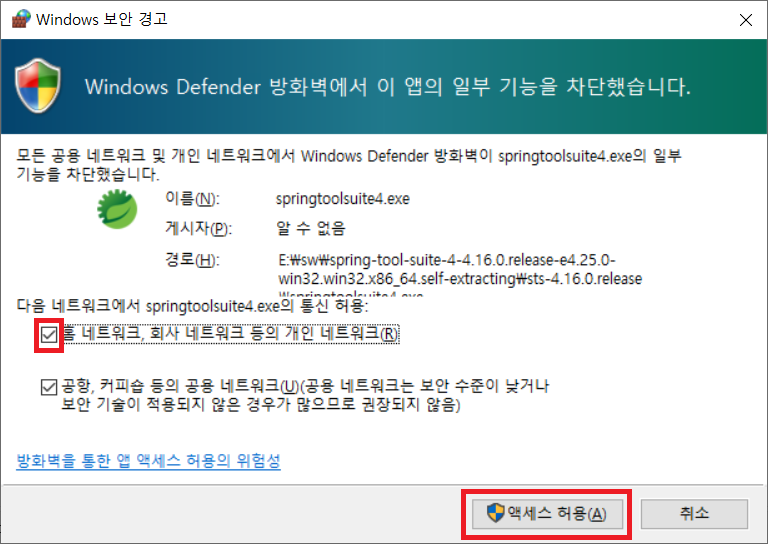 Windows 보안 경고
Windows Defender 방화벽에서 이 앱의 일부 기능을 차단했습니다.
모든 공용 네트워크 및 개인 네트워크에서 Windows Defender 방화벽이 springtoolsuite4.exe의 일부
기능을 차단했습니다.
이름(N): springtoolsuite4.exe
게시자(P): 알 수 없음
경로(H): E:₩sw₩spring-tool-suite-4-4.16.0.release-e4.25.0-
win32.win32.x86_64.self-extracting₩sts-4.16.0.release
₩springtoolsuite4.exe
다음 네트워크에서 springtoolsuite4.exe의 통신 허용:
홈 네트워크, 회사 네트워크 등의 개인 네트워크(R)
공항, 커피숍 등의 공용 네트워크(U)(공용 네트워크는 보안 수준이 낮거나
보안 기술이 적용되지 않은 경우가 많으므로 권장되지 않음)
방화벽을 통한 앱 액세스 허용의 위험성
액세스 허용(A)
취소